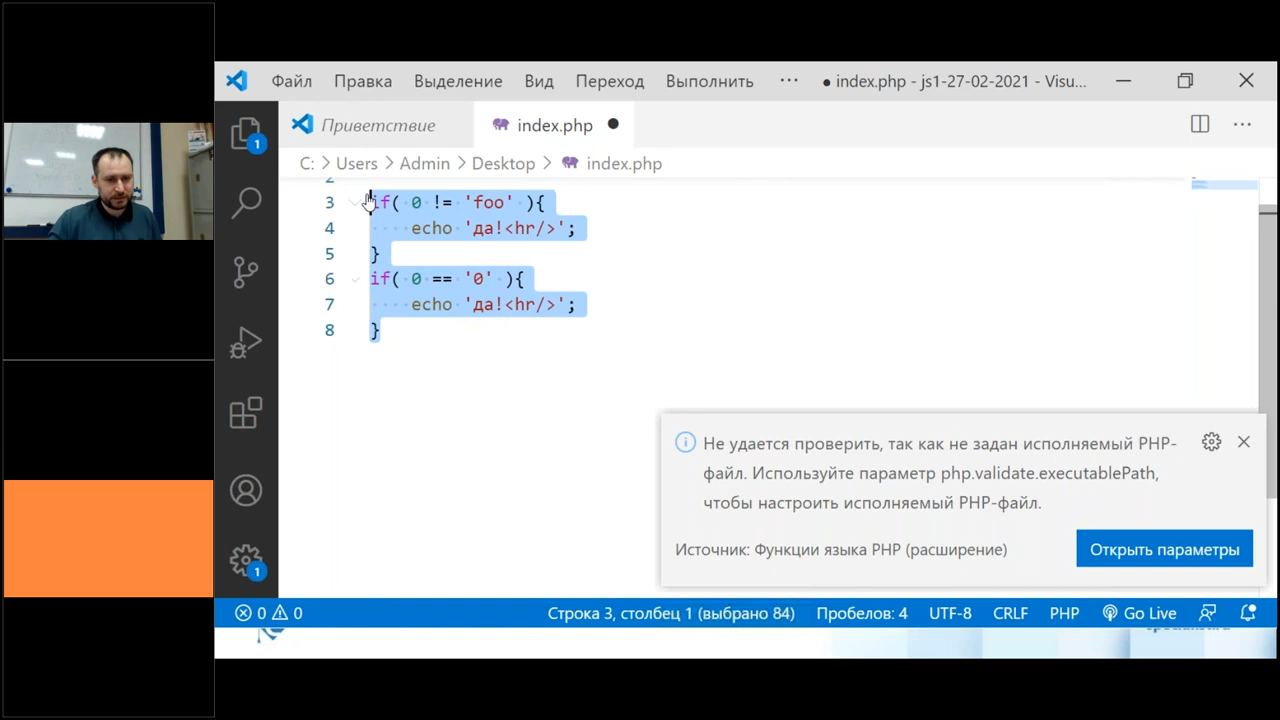 Файл Правка Выделение Вид Переход Выполнить ··· ● index.php - js1-27-02-2021 - Visu...
Приветствие index.php
C: > Users > Admin > Desktop > index.php
2
3 if( 0 != 'foo' ){
4 ····echo 'да!<hr/>';
5 }
6 if( 0 == '0' ){
7 ····echo 'да!<hr/>';
8 }
1
Не удается проверить, так как не задан исполняемый PHP-
файл. Используйте параметр php.validate.executablePath,
чтобы настроить исполняемый PHP-файл.
Источник: Функции языка PHP (расширение) Открыть параметры
1
0 0 Строка 3, столбец 1 (выбрано 84) Пробелов: 4 UTF-8 CRLF PHP Go Live